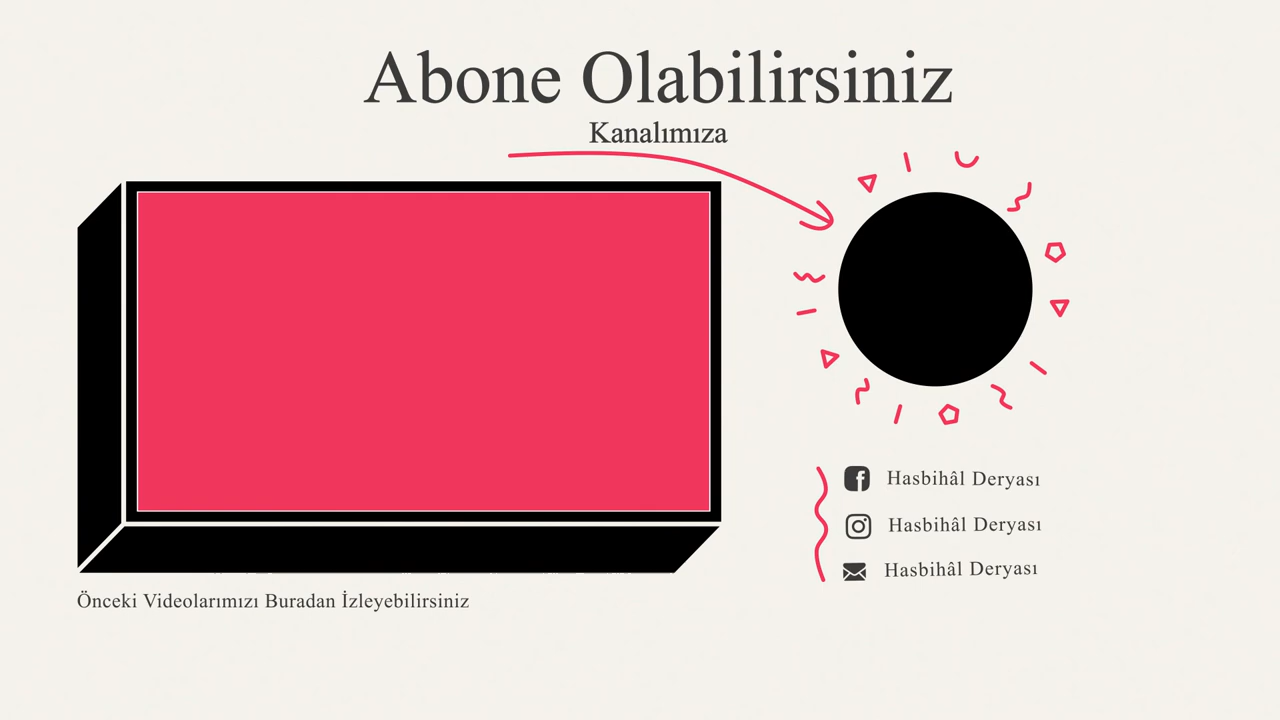 Abone Olabilirsiniz
Kanalımıza
Hasbihâl Deryası
Hasbihâl Deryası
Hasbihâl Deryası
Önceki Videolarımızı Buradan İzleyebilirsiniz